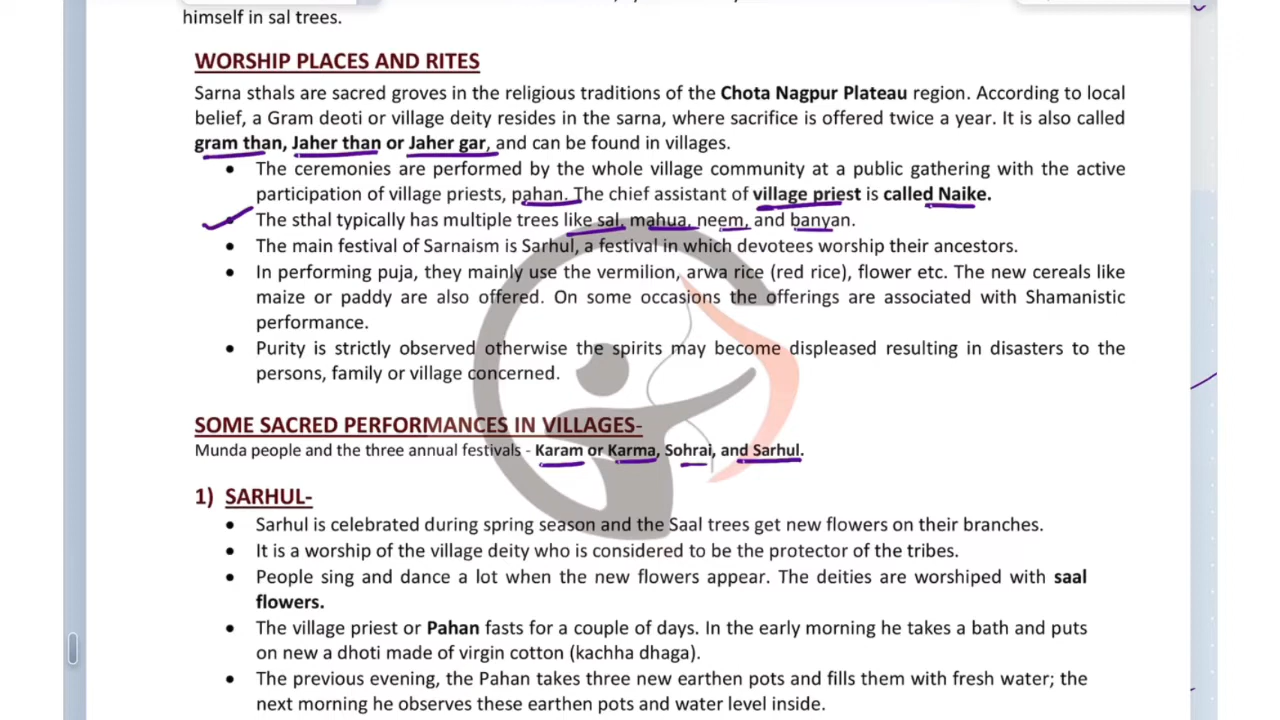 himself in sal trees.
WORSHIP PLACES AND RITES
Sarna sthals are sacred groves in the religious traditions of the Chota Nagpur Plateau region. According to local
belief, a Gram deoti or village deity resides in the sarna, where sacrifice is offered twice a year. It is also called
gram than, Jaher than or Jaher gar, and can be found in villages.
• The ceremonies are performed by the whole village community at a public gathering with the active
participation of village priests, pahan. The chief assistant of village priest is called Naike.
• The sthal typically has multiple trees like sal, mahua, neem, and banyan.
• The main festival of Sarnaism is Sarhul, a festival in which devotees worship their ancestors.
• In performing puja, they mainly use the vermilion, arwa rice (red rice), flower etc. The new cereals like
maize or paddy are also offered. On some occasions the offerings are associated with Shamanistic
performance.
• Purity is strictly observed otherwise the spirits may become displeased resulting in disasters to the
persons, family or village concerned.
SOME SACRED PERFORMANCES IN VILLAGES-
Munda people and the three annual festivals - Karam or Karma, Sohrai, and Sarhul.
1) SARHUL-
• Sarhul is celebrated during spring season and the Saal trees get new flowers on their branches.
• It is a worship of the village deity who is considered to be the protector of the tribes.
• People sing and dance a lot when the new flowers appear. The deities are worshiped with saal
flowers.
• The village priest or Pahan fasts for a couple of days. In the early morning he takes a bath and puts
on new a dhoti made of virgin cotton (kachha dhaga).
• The previous evening, the Pahan takes three new earthen pots and fills them with fresh water; the
next morning he observes these earthen pots and water level inside.